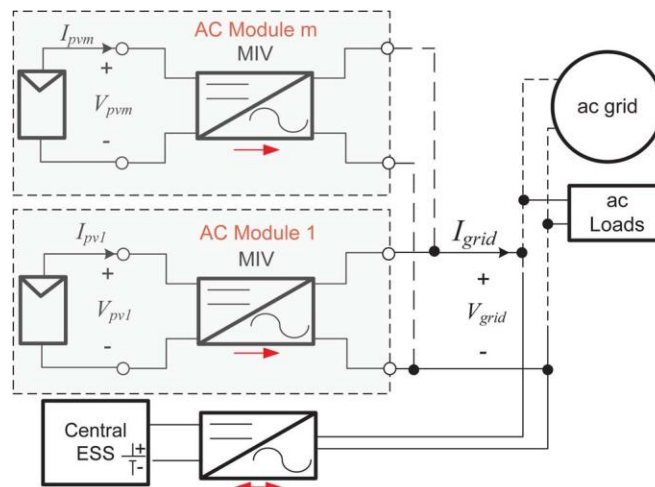 I_pvm
AC Module m
MIV
+
V_pvm
-
ac grid
ac
Loads
I_pv1
AC Module 1
MIV
+
V_pv1
-
I_grid
+
V_grid
-
Central
ESS
+
-